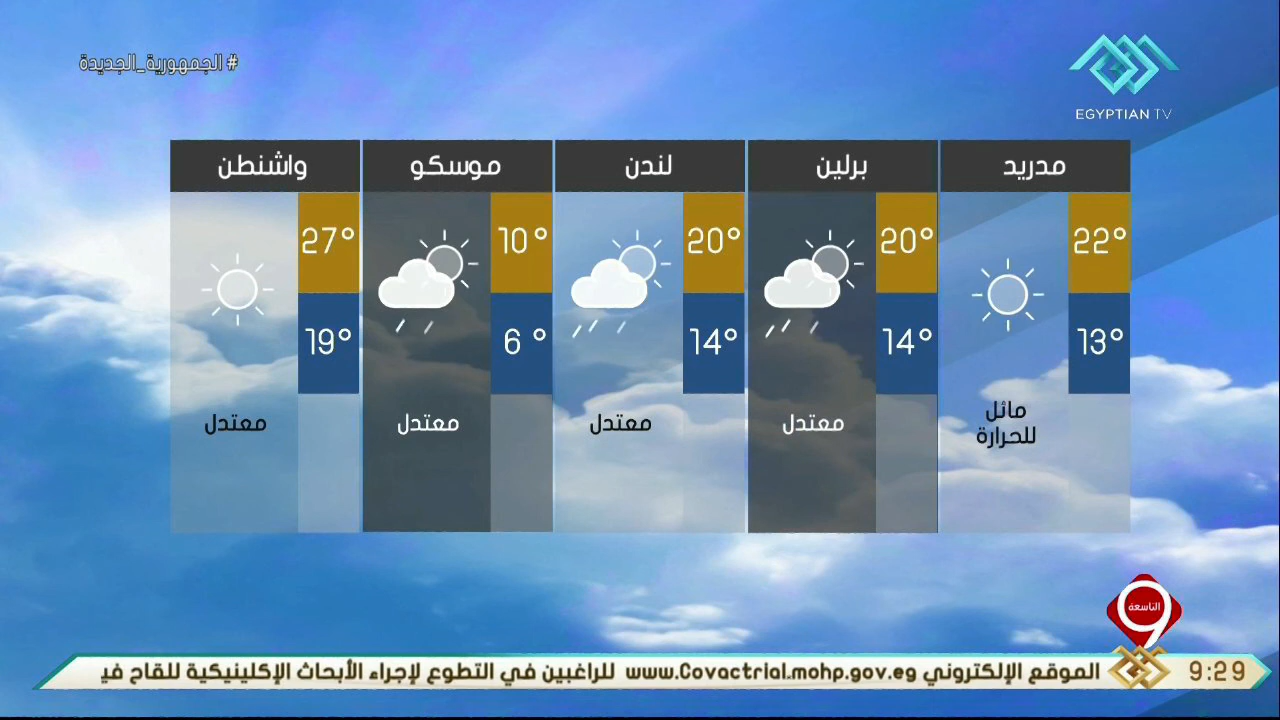 # الجمهورية_الجديدة
EGYPTIAN TV
مدريد
22°
13°
مائل
للحرارة
برلين
20°
14°
معتدل
لندن
20°
14°
معتدل
موسكو
10°
6°
معتدل
واشنطن
27°
19°
معتدل
9
التاسعة
9:29
الموقع الإلكتروني www.Covactrial.mohp.gov.eg للراغبين في التطوع لإجراء الأبحاث الإكلينيكية للقاح في